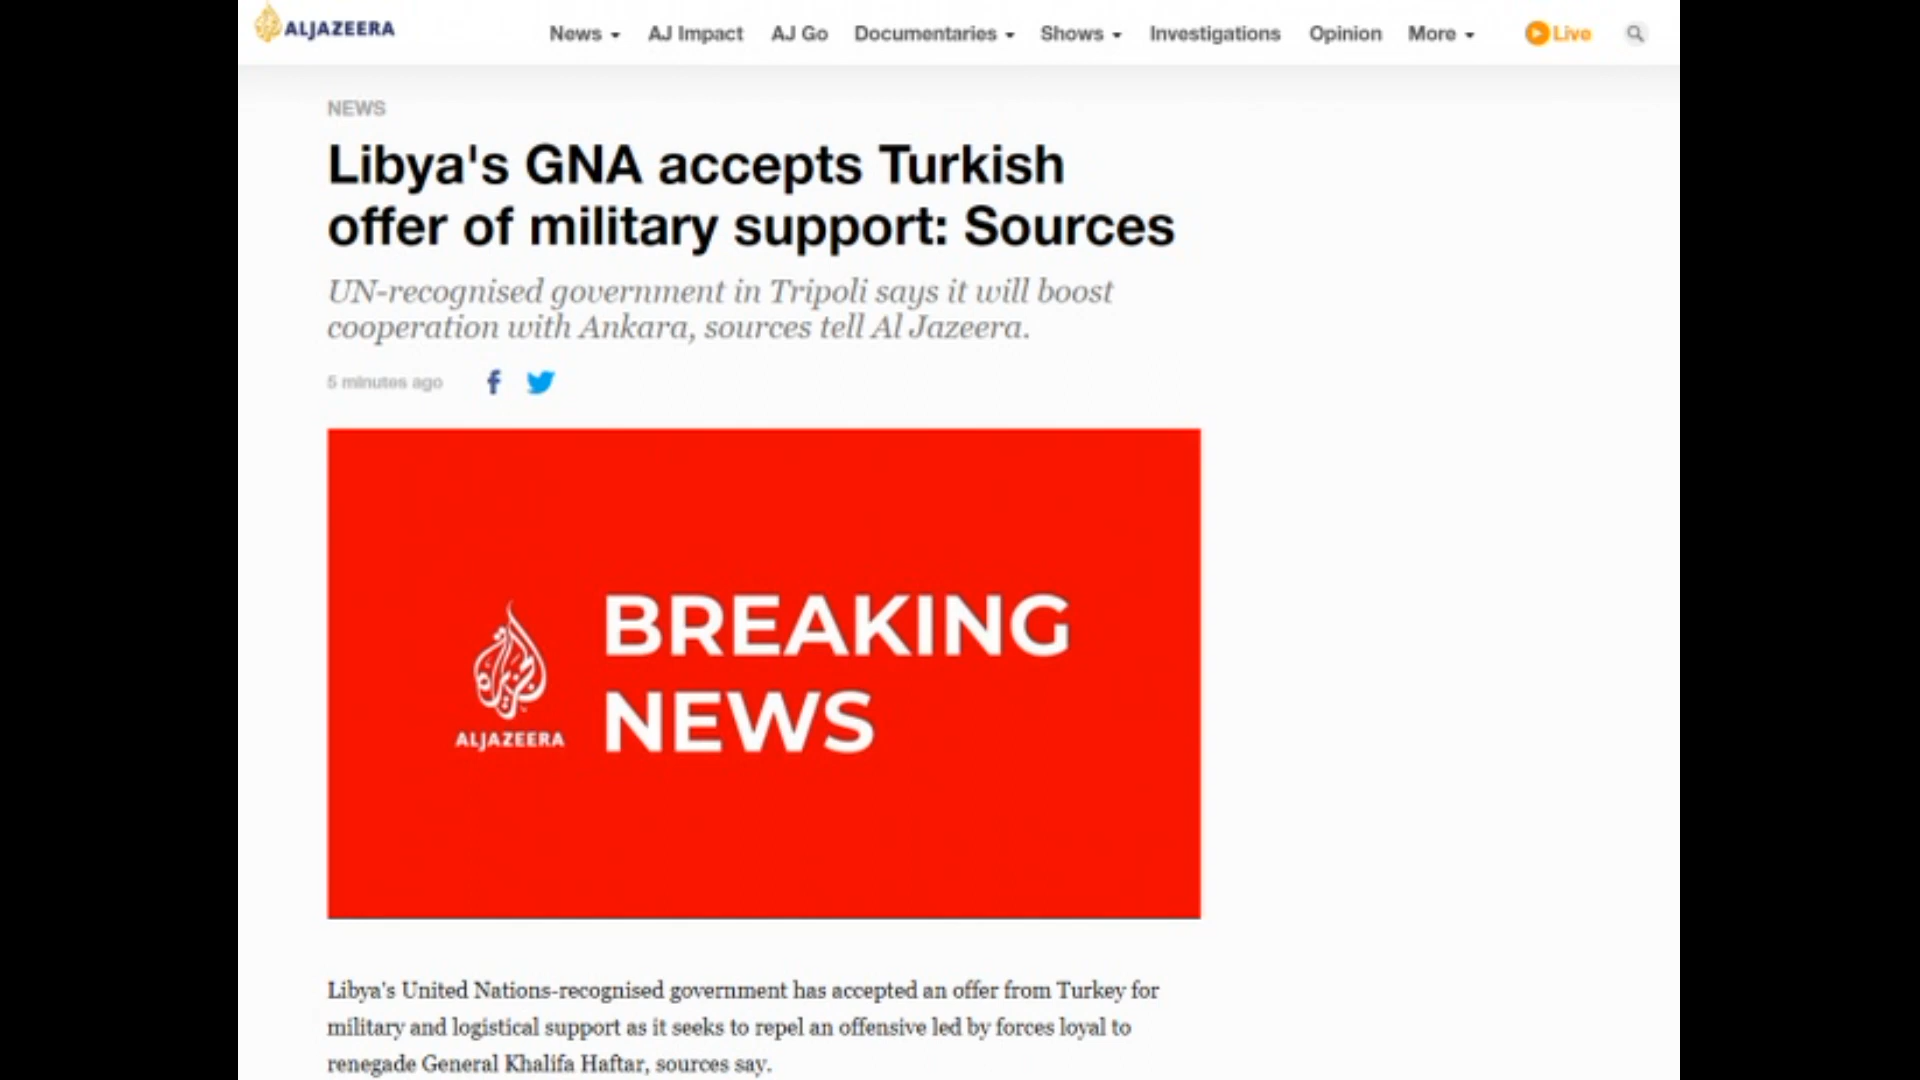 ALJAZEERA
News AJ Impact AJ Go Documentaries Shows Investigations Opinion More Live
NEWS
Libya's GNA accepts Turkish
offer of military support: Sources
UN-recognised government in Tripoli says it will boost
cooperation with Ankara, sources tell Al Jazeera.
5 minutes ago
BREAKING
NEWS
الجزيرة
ALJAZEERA
Libya's United Nations-recognised government has accepted an offer from Turkey for
military and logistical support as it seeks to repel an offensive led by forces loyal to
renegade General Khalifa Haftar, sources say.